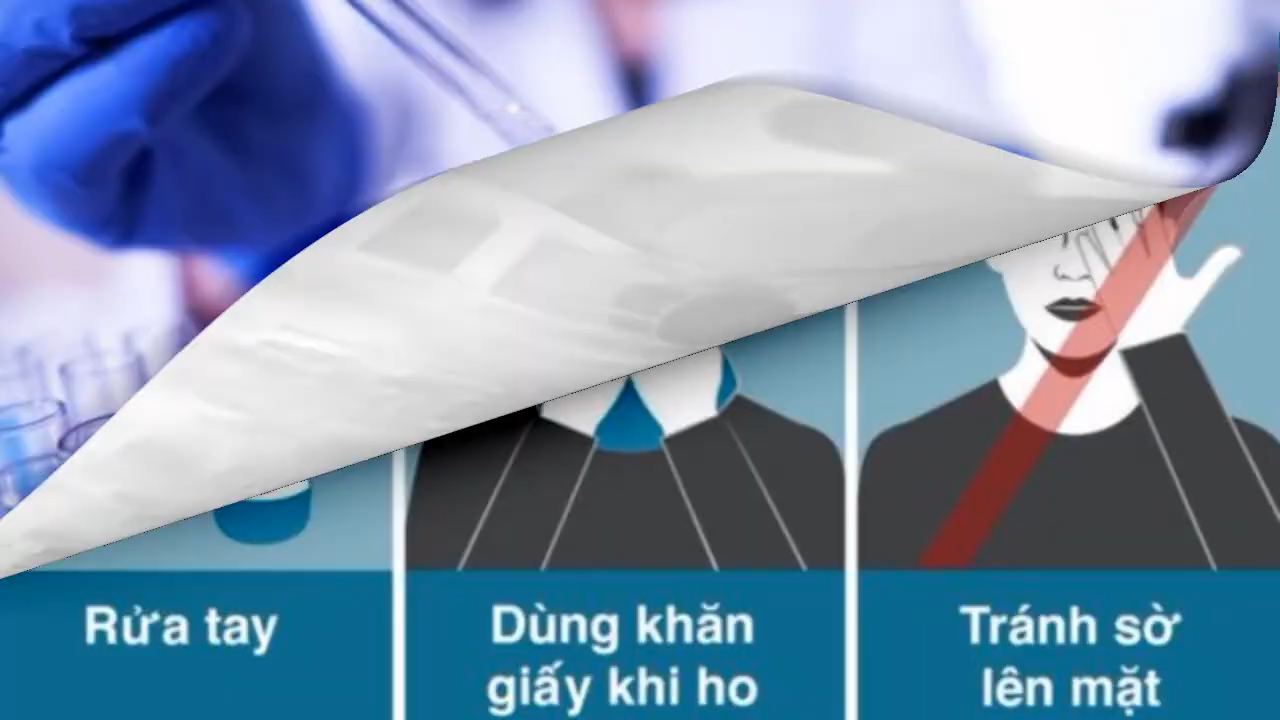 Rửa tay
Dùng khăn
giấy khi ho
Tránh sờ
lên mặt